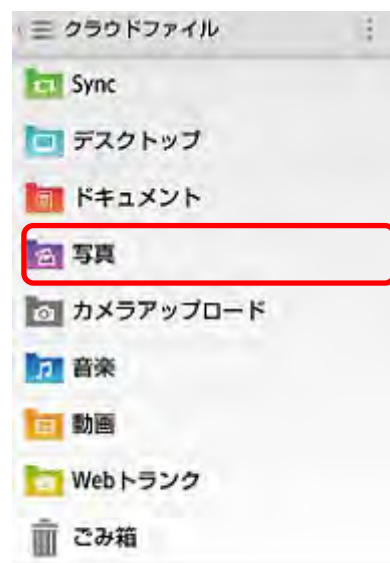 クラウドファイル
Sync
デスクトップ
ドキュメント
写真
カメラアップロード
音楽
動画
Webトランク
ごみ箱